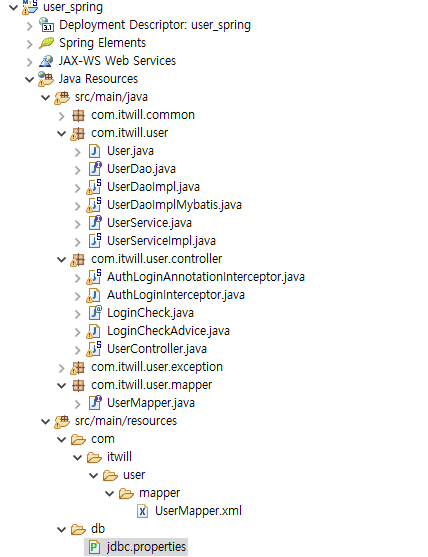 user_spring
Deployment Descriptor: user_spring
Spring Elements
JAX-WS Web Services
Java Resources
src/main/java
com.itwill.common
com.itwill.user
User.java
UserDao.java
UserDaoImpl.java
UserDaoImplMybatis.java
UserService.java
UserServiceImpl.java
com.itwill.user.controller
AuthLoginAnnotationInterceptor.java
AuthLoginInterceptor.java
LoginCheck.java
LoginCheckAdvice.java
UserController.java
com.itwill.user.exception
com.itwill.user.mapper
UserMapper.java
src/main/resources
com
itwill
user
mapper
UserMapper.xml
db
jdbc.properties